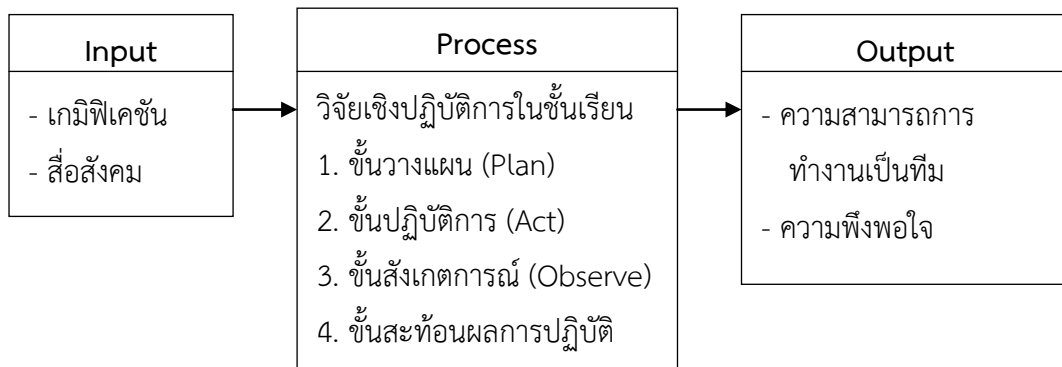 Input
- เกมิฟิเคชัน
- สื่อสังคม
Process
วิจัยเชิงปฏิบัติการในชั้นเรียน
1. ขั้นวางแผน (Plan)
2. ขั้นปฏิบัติการ (Act)
3. ขั้นสังเกตการณ์ (Observe)
4. ขั้นสะท้อนผลการปฏิบัติ
Output
- ความสามารถการ
ทำงานเป็นทีม
- ความพึงพอใจ